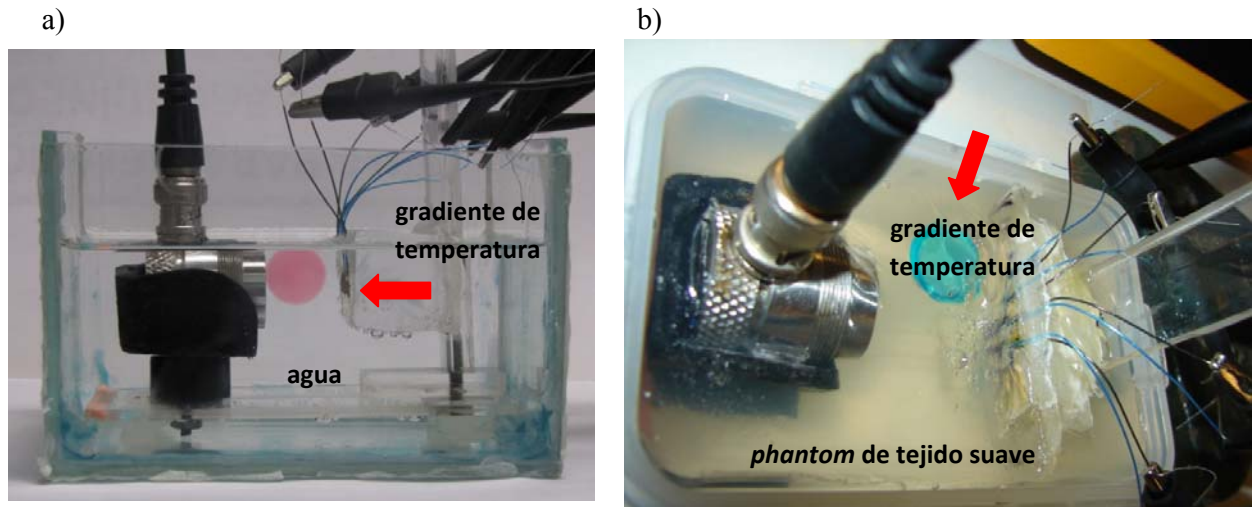 a)
b)
gradiente de
temperatura
agua
gradiente de
temperatura
phantom de tejido suave